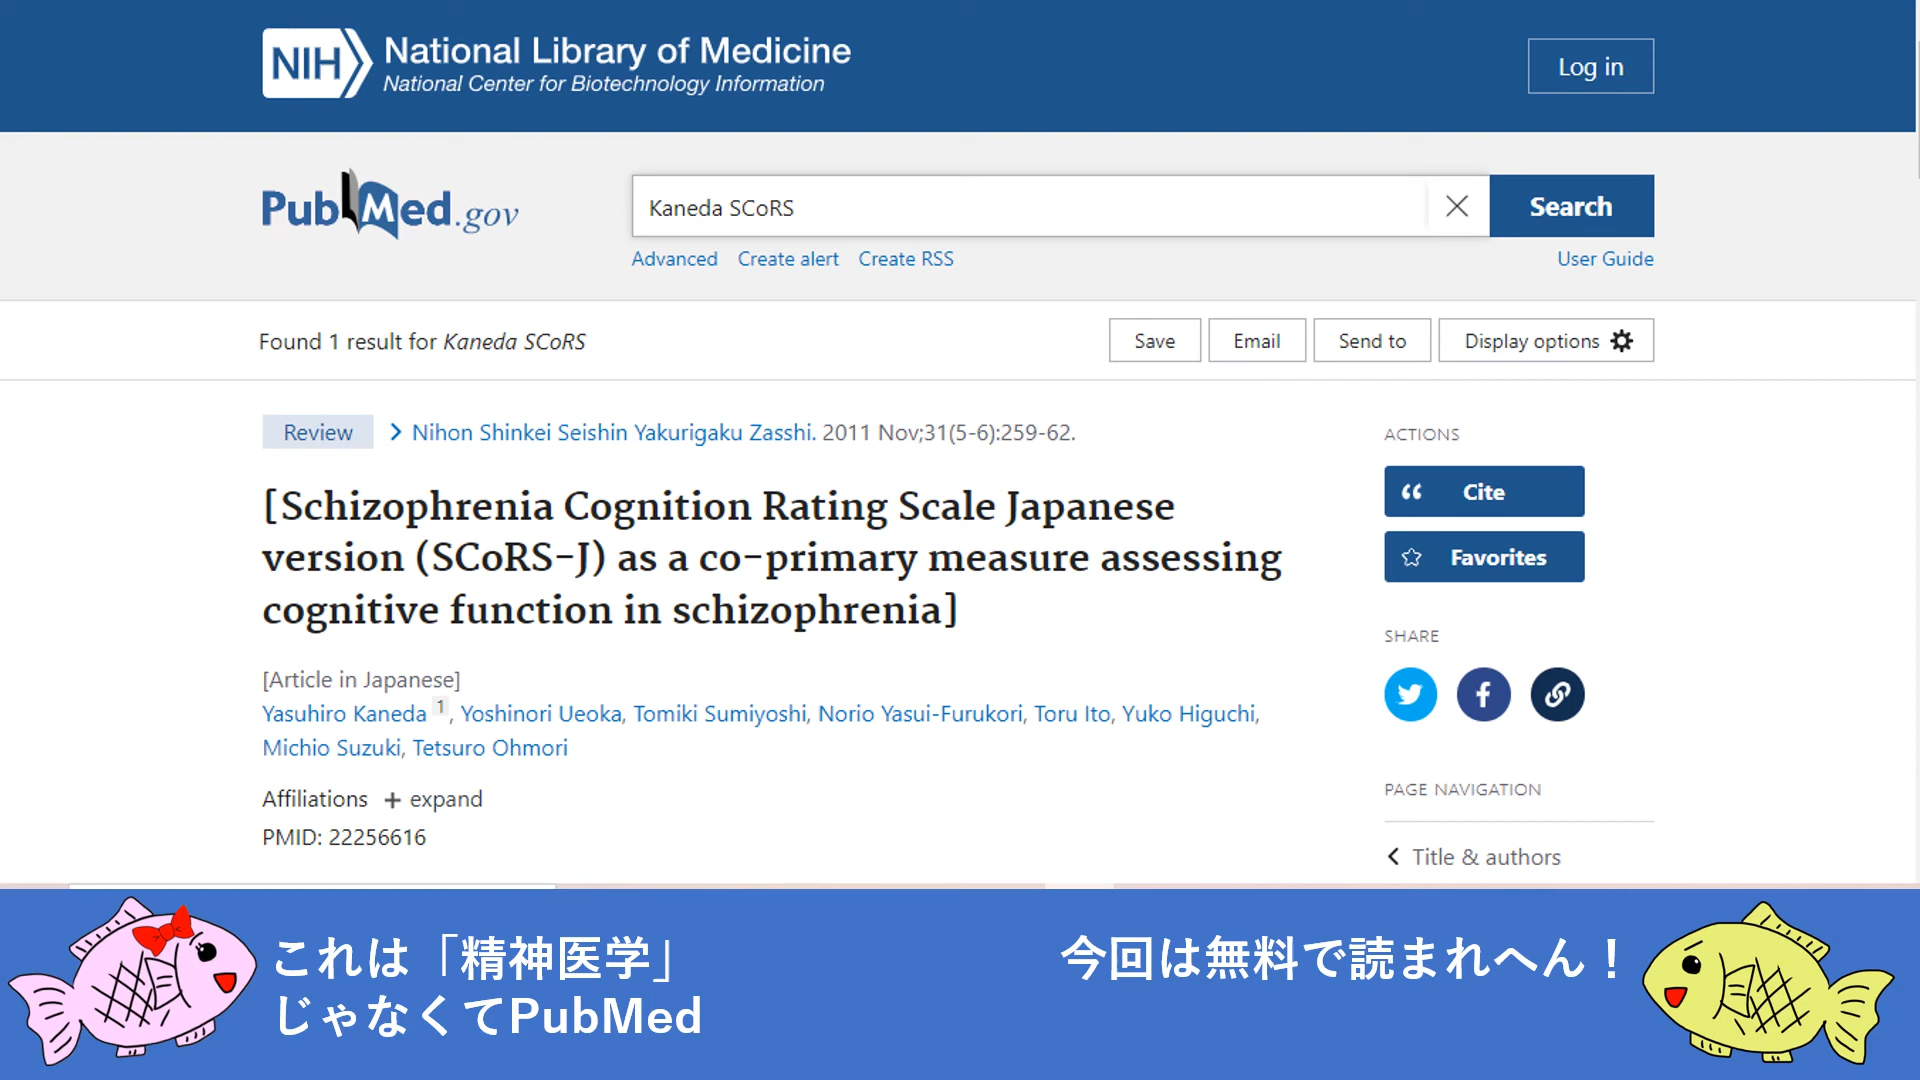 NIH National Library of Medicine
National Center for Biotechnology Information
Log in
PubMed.gov
Kaneda SCoRS
Search
Advanced Create alert Create RSS
User Guide
Found 1 result for Kaneda SCoRS
Save Email Send to Display options
Review Nihon Shinkei Seishin Yakurigaku Zasshi. 2011 Nov;31(5-6):259-62.
[Schizophrenia Cognition Rating Scale Japanese
version (SCoRS-J) as a co-primary measure assessing
cognitive function in schizophrenia]
[Article in Japanese]
Yasuhiro Kaneda 1, Yoshinori Ueoka, Tomiki Sumiyoshi, Norio Yasui-Furukori, Toru Ito, Yuko Higuchi,
Michio Suzuki, Tetsuro Ohmori
Affiliations + expand
PMID: 22256616
ACTIONS
Cite
Favorites
SHARE
PAGE NAVIGATION
Title & authors
これは「精神医学」
じゃなくてPubMed
今回は無料で読まれへん！